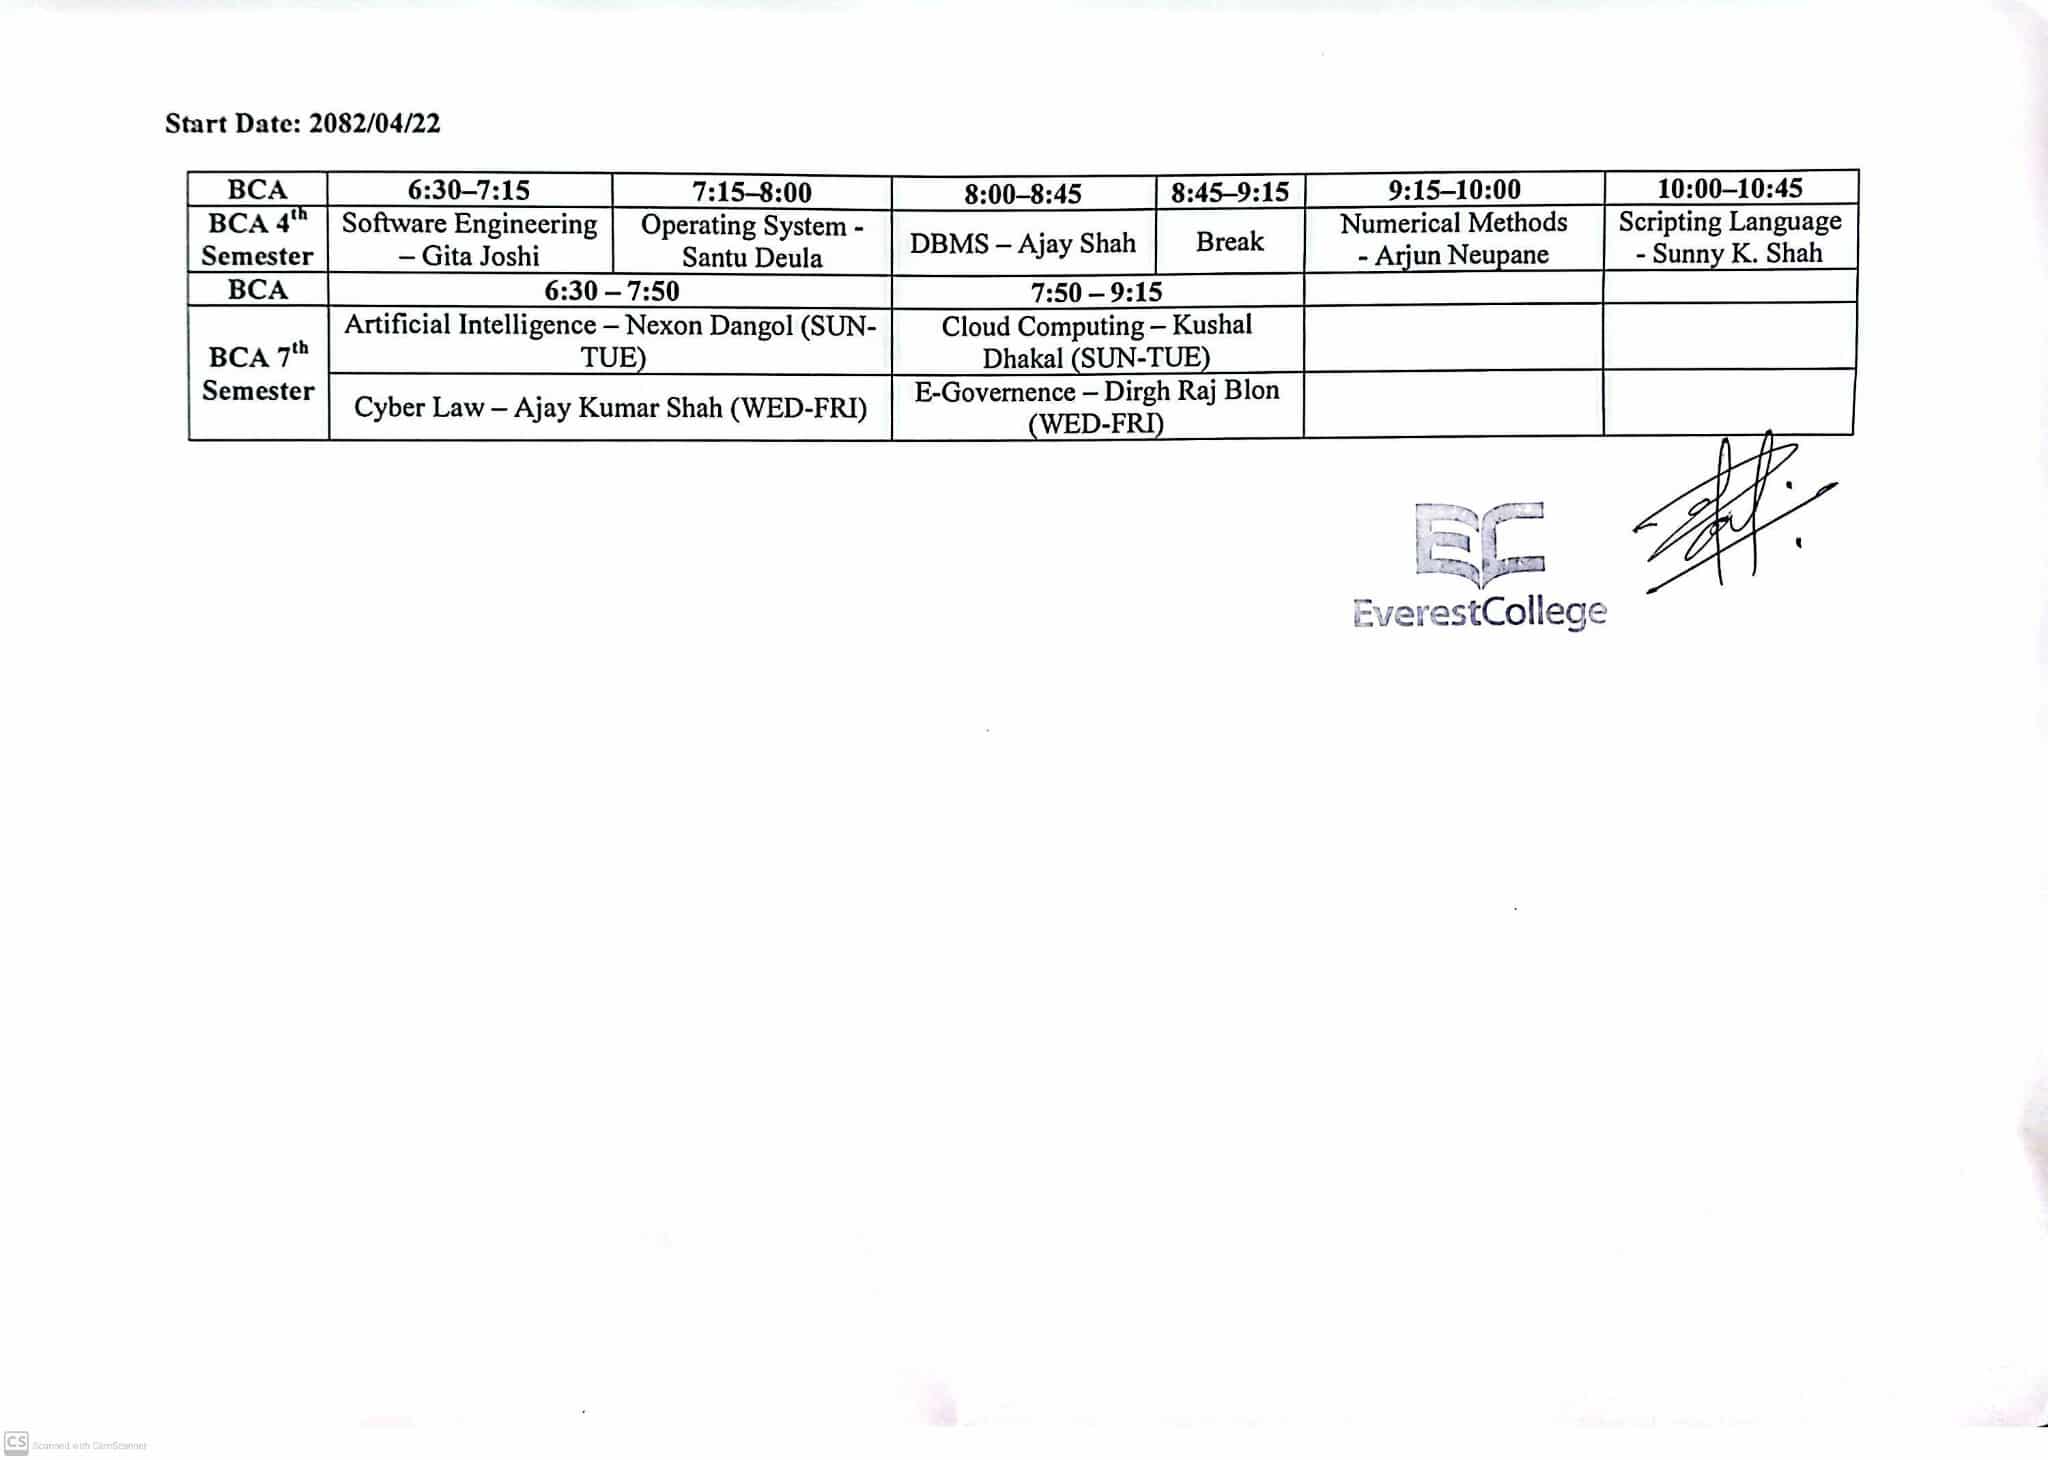 Start Date: 2082/04/22
BCA 6:30–7:15 7:15–8:00 8:00–8:45 8:45–9:15 9:15–10:00 10:00–10:45
BCA 4th Semester Software Engineering – Gita Joshi Operating System - Santu Deula DBMS – Ajay Shah Break Numerical Methods - Arjun Neupane Scripting Language - Sunny K. Shah
BCA 6:30 – 7:50 7:50 – 9:15
BCA 7th Semester Artificial Intelligence – Nexon Dangol (SUN-TUE) Cloud Computing – Kushal Dhakal (SUN-TUE)
Cyber Law – Ajay Kumar Shah (WED-FRI) E-Governence – Dirgh Raj Blon (WED-FRI)
EC
EverestCollege
CS Scanned with CamScanner